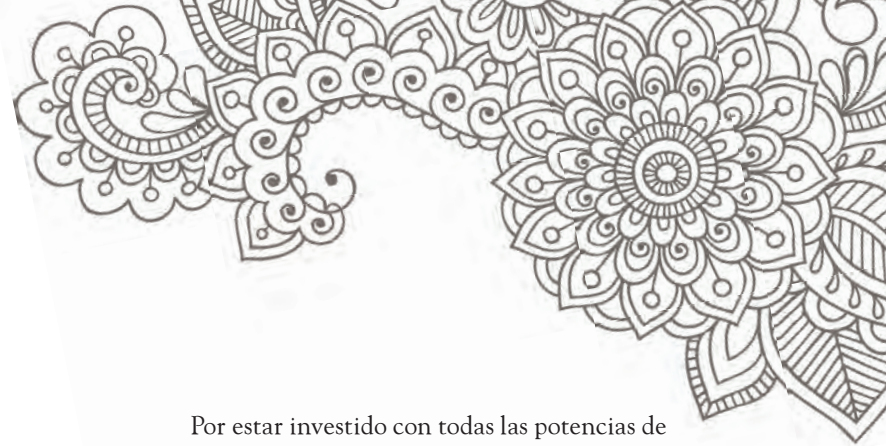 Por estar investido con todas las potencias de